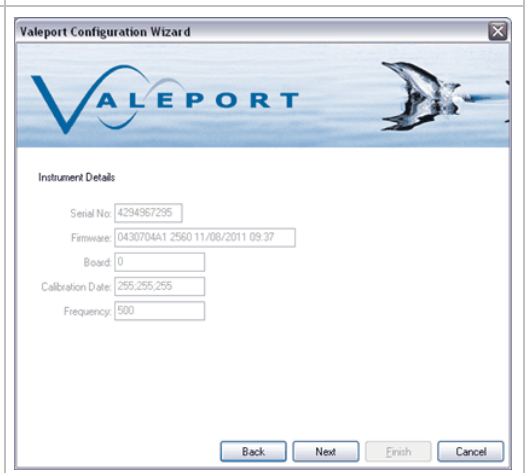 Valeport Configuration Wizard
VALEPORT
Instrument Details
Serial No: 4294967295
Firmware: 0430704A1 2560 11/08/2011 09:37
Board: 0
Calibration Date: 255;255;255
Frequency: 500
Back Next Finish Cancel